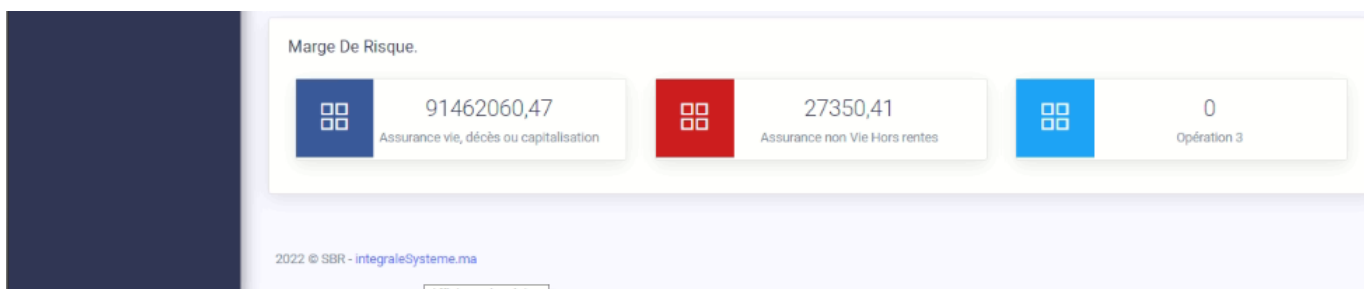 Marge De Risque.
91462060,47
Assurance vie, décès ou capitalisation
27350,41
Assurance non Vie Hors rentes
0
Opération 3
2022 © SBR - integraleSysteme.ma